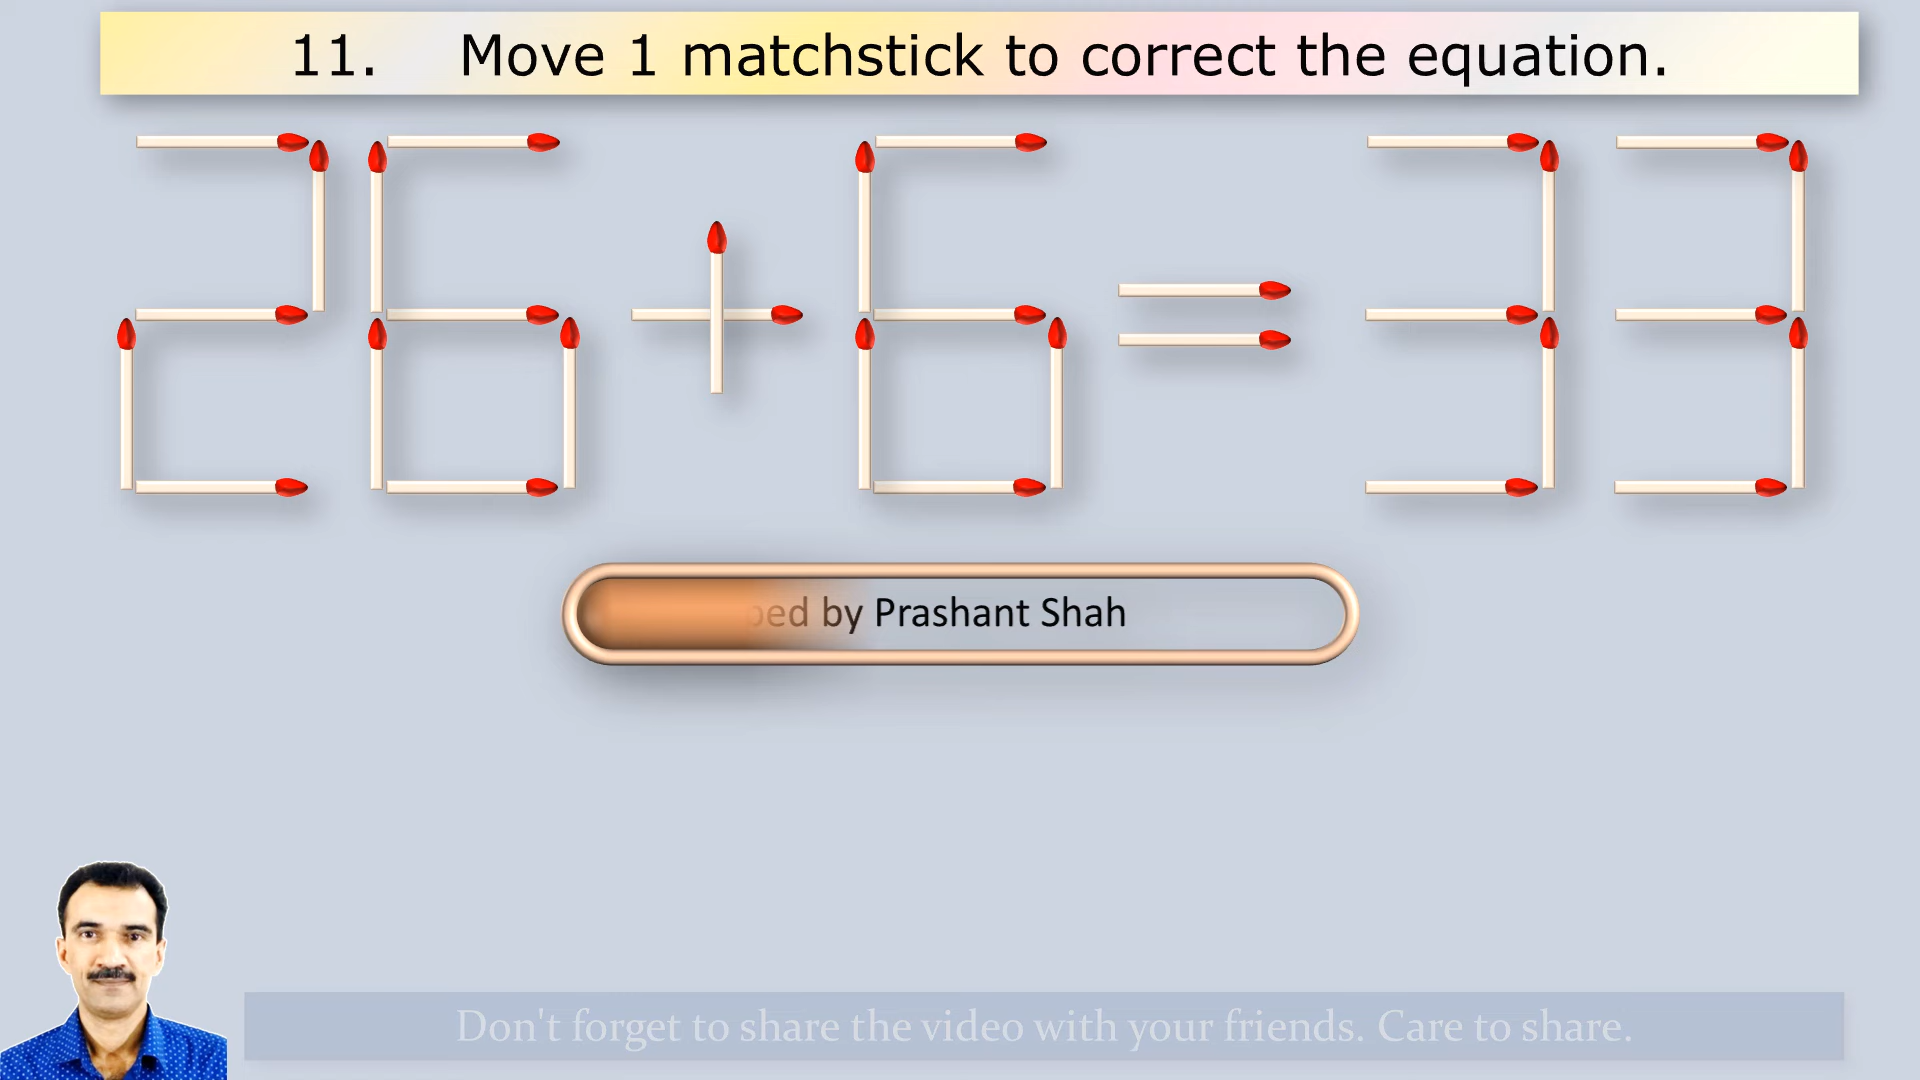 11. Move 1 matchstick to correct the equation.
26 + 6 = 33
by Prashant Shah
Don't forget to share the video with your friends. Care to share.